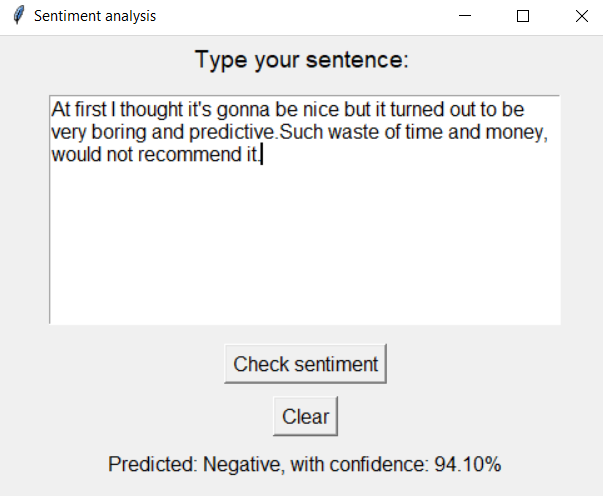 Sentiment analysis
Type your sentence:
At first I thought it's gonna be nice but it turned out to be
very boring and predictive.Such waste of time and money,
would not recommend it.
Check sentiment
Clear
Predicted: Negative, with confidence: 94.10%